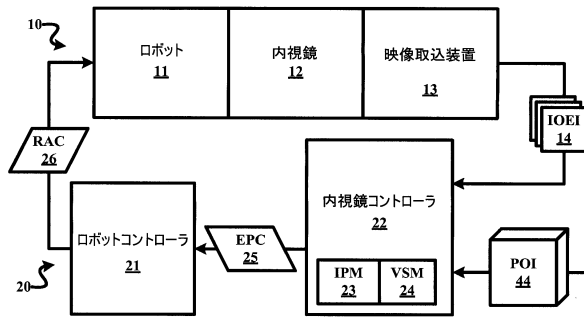 10
ロボット
11
内視鏡
12
映像取込装置
13
IOEI
14
RAC
26
ロボットコントローラ
21
20
EPC
25
内視鏡コントローラ
22
IPM
23
VSM
24
POI
44